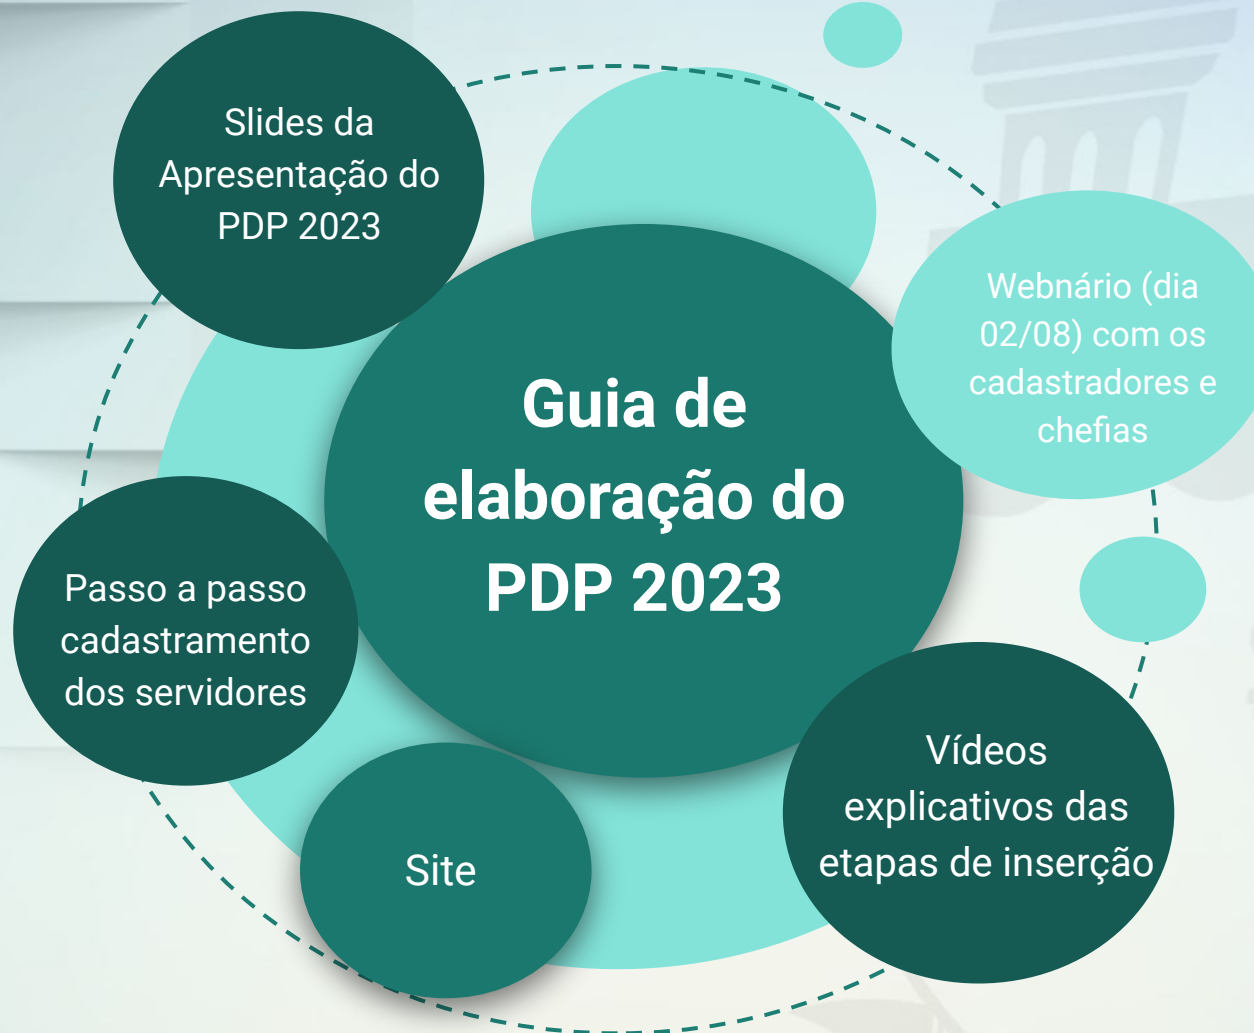 Slides da
Apresentação do
PDP 2023
Webnário (dia
02/08) com os
cadastradores e
chefias
Guia de
elaboração do
PDP 2023
Passo a passo
cadastramento
dos servidores
Vídeos
explicativos das
etapas de inserção
Site